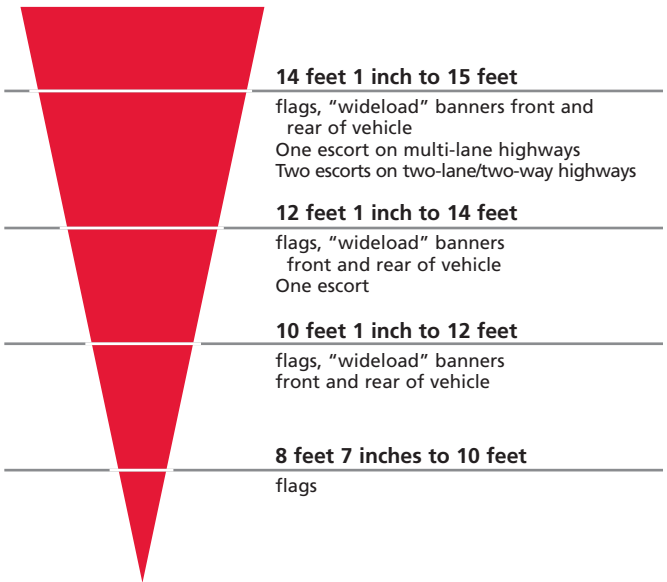 14 feet 1 inch to 15 feet
flags, “wideload” banners front and
rear of vehicle
One escort on multi-lane highways
Two escorts on two-lane/two-way highways
12 feet 1 inch to 14 feet
flags, “wideload” banners
front and rear of vehicle
One escort
10 feet 1 inch to 12 feet
flags, “wideload” banners
front and rear of vehicle
8 feet 7 inches to 10 feet
flags